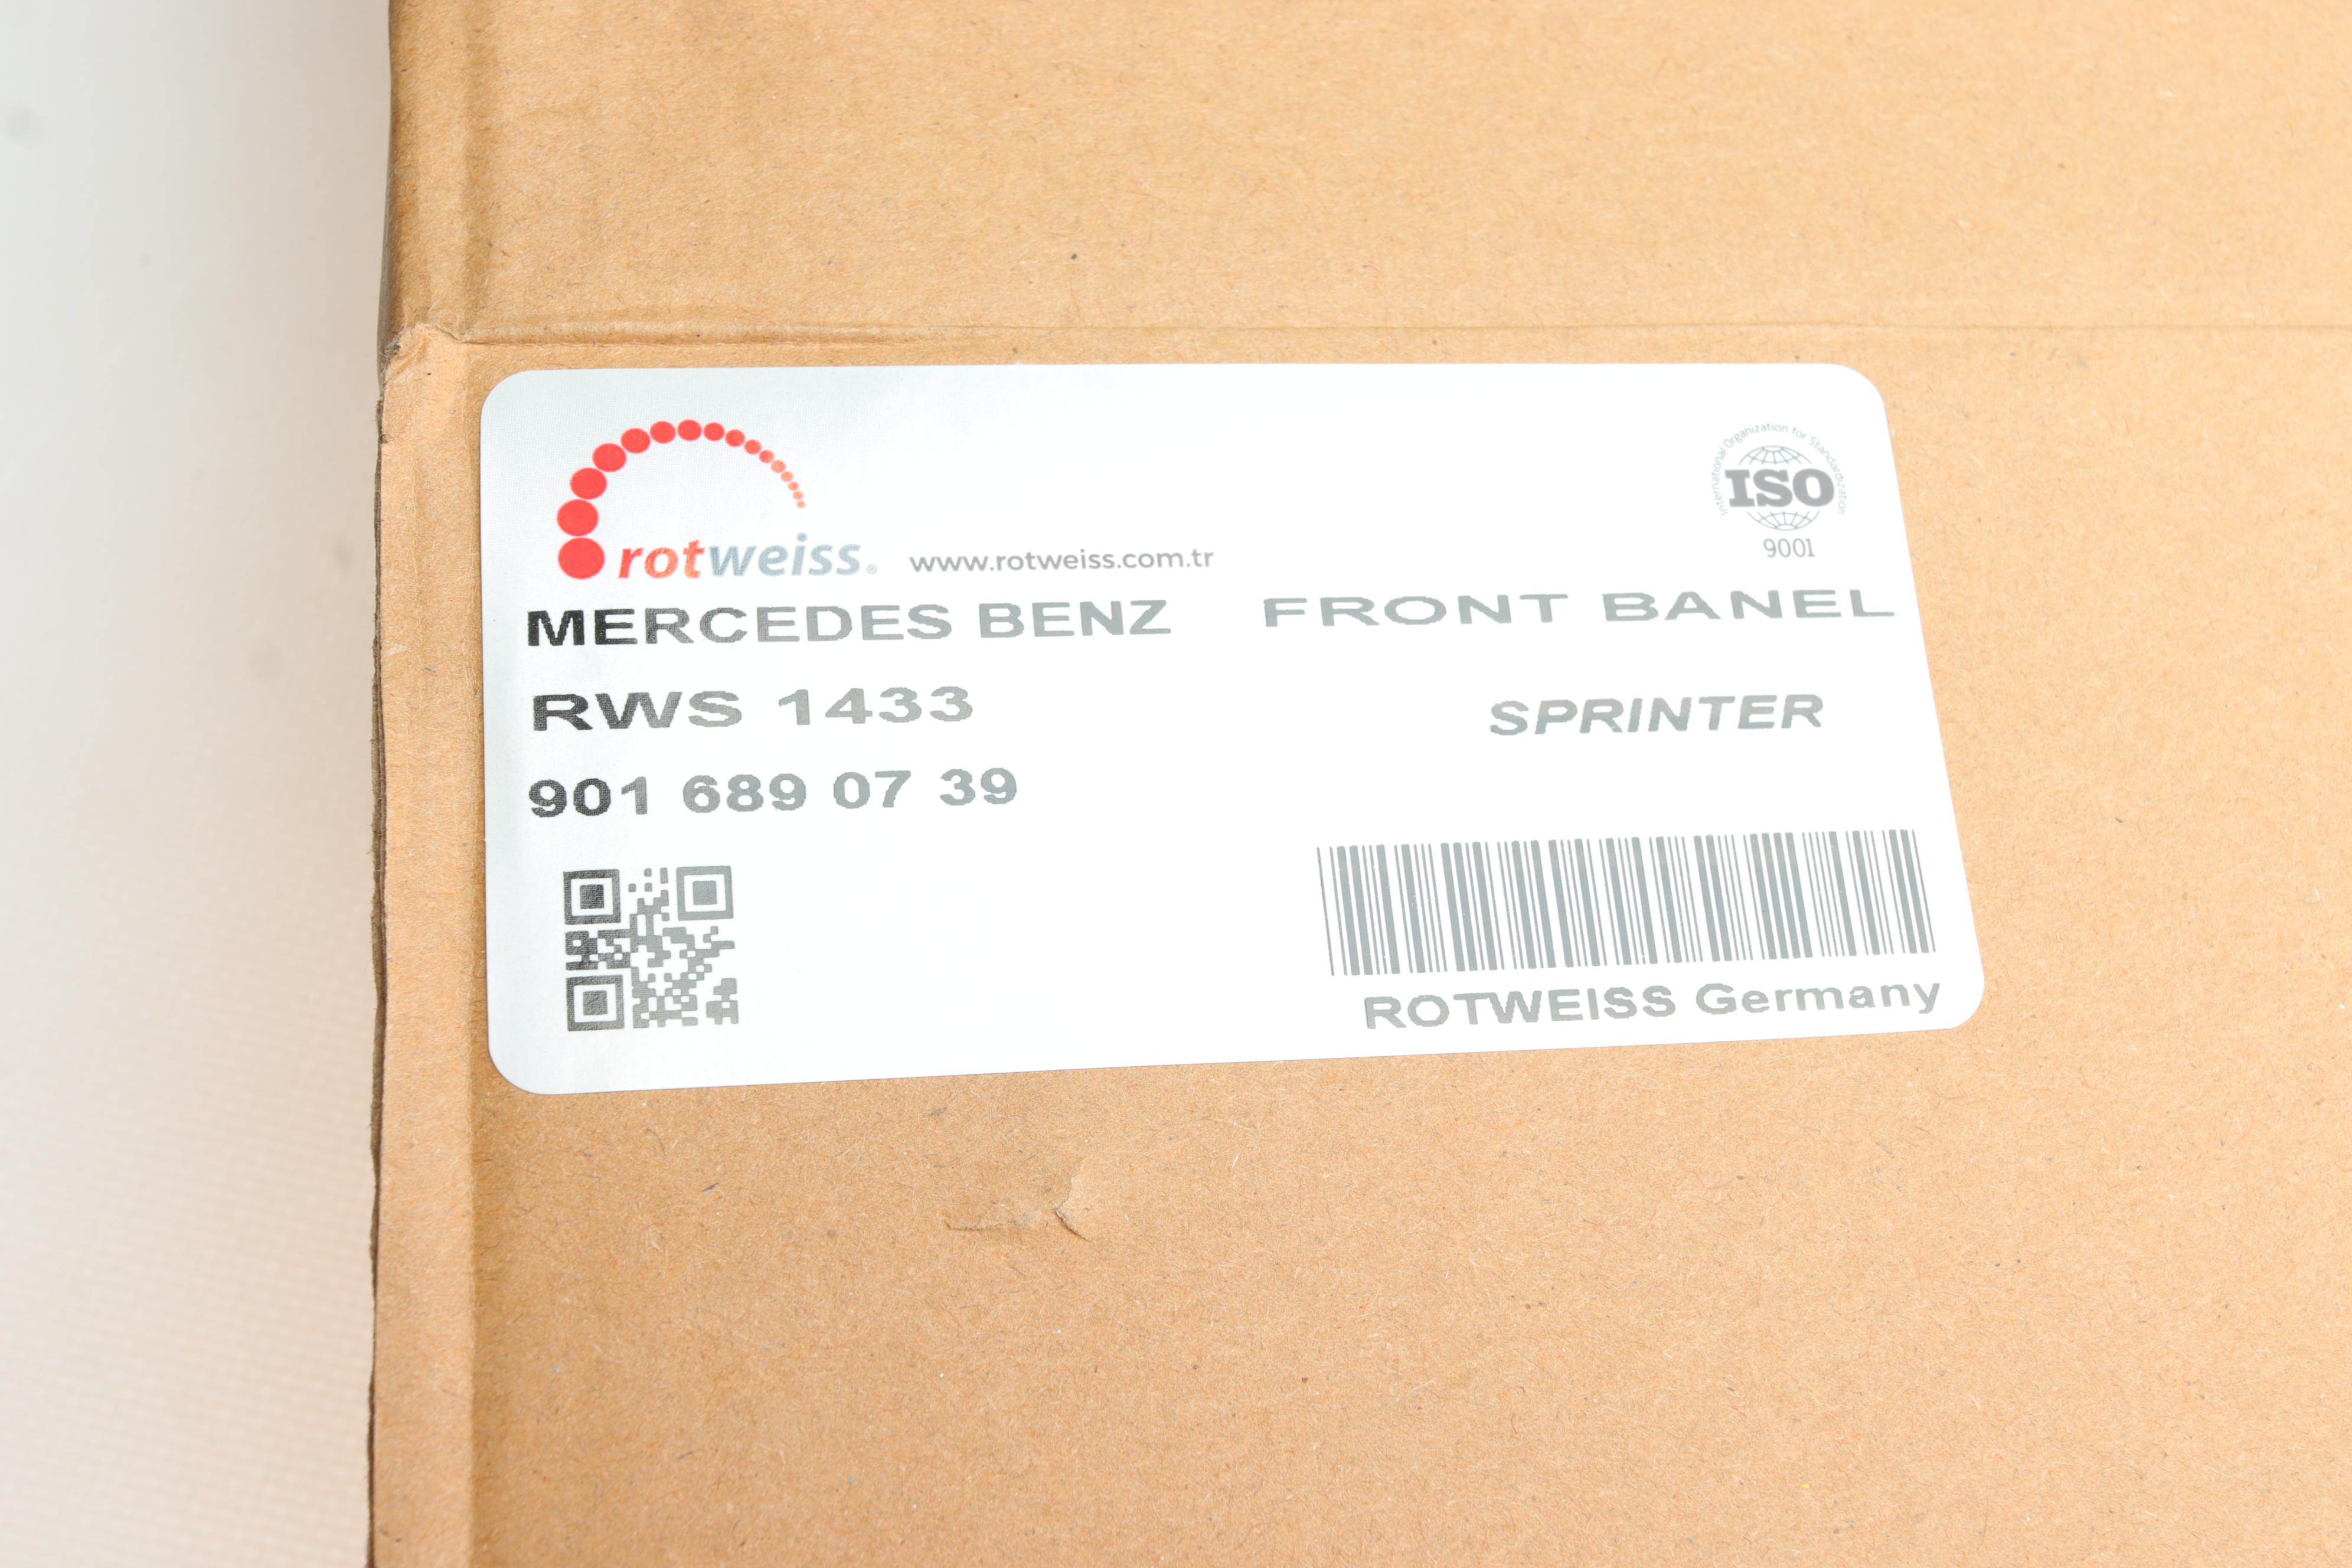 rotweiss® www.rotweiss.com.tr
International Organization for Standardization
ISO
9001
MERCEDES BENZ FRONT BANEL
RWS 1433 SPRINTER
901 689 07 39
ROTWEISS Germany